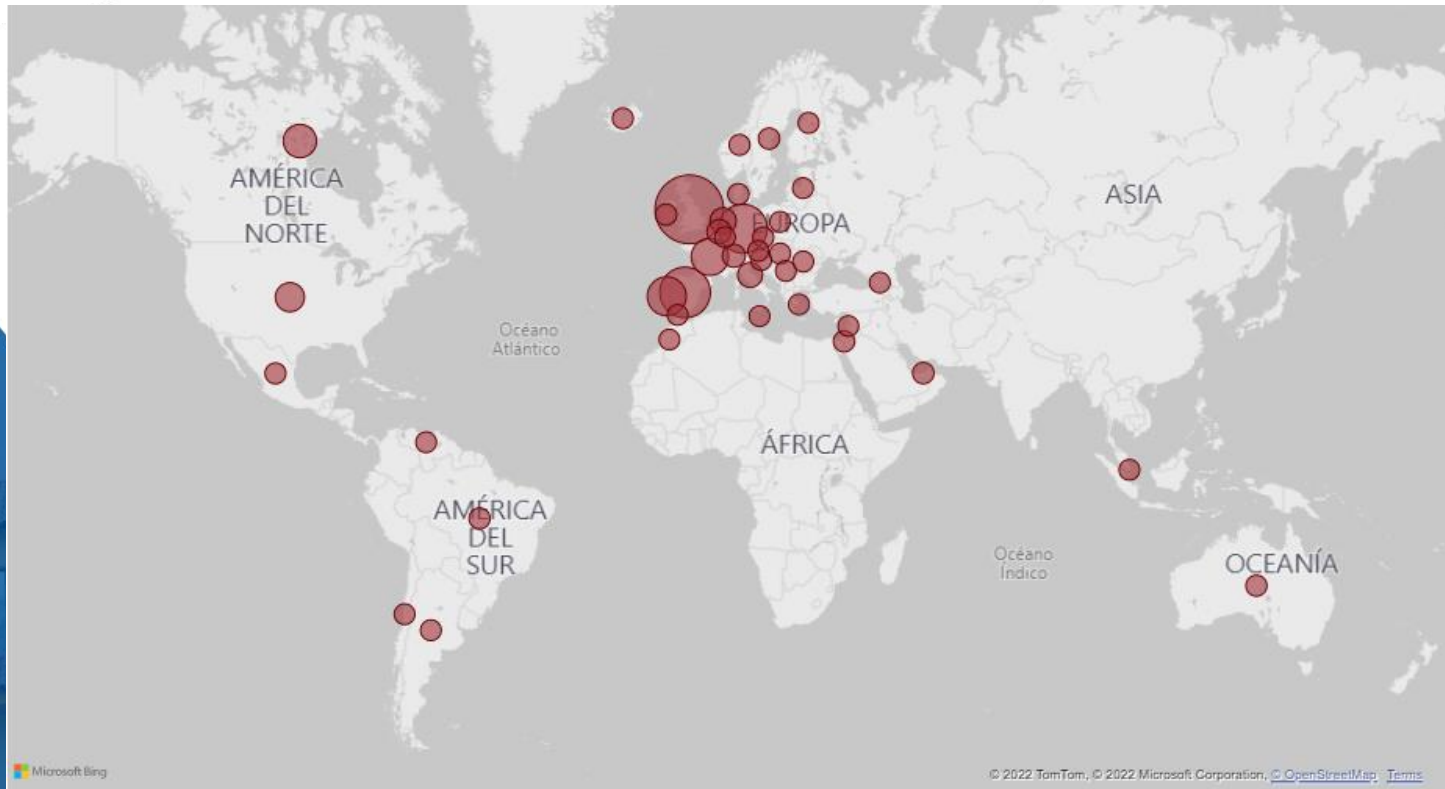 AMÉRICA
DEL
NORTE
EUROPA
ASIA
Océano
Atlántico
ÁFRICA
AMÉRICA
DEL
SUR
Océano
Índico
OCEANÍA
Microsoft Bing
© 2022 TomTom, © 2022 Microsoft Corporation, © OpenStreetMap Terms